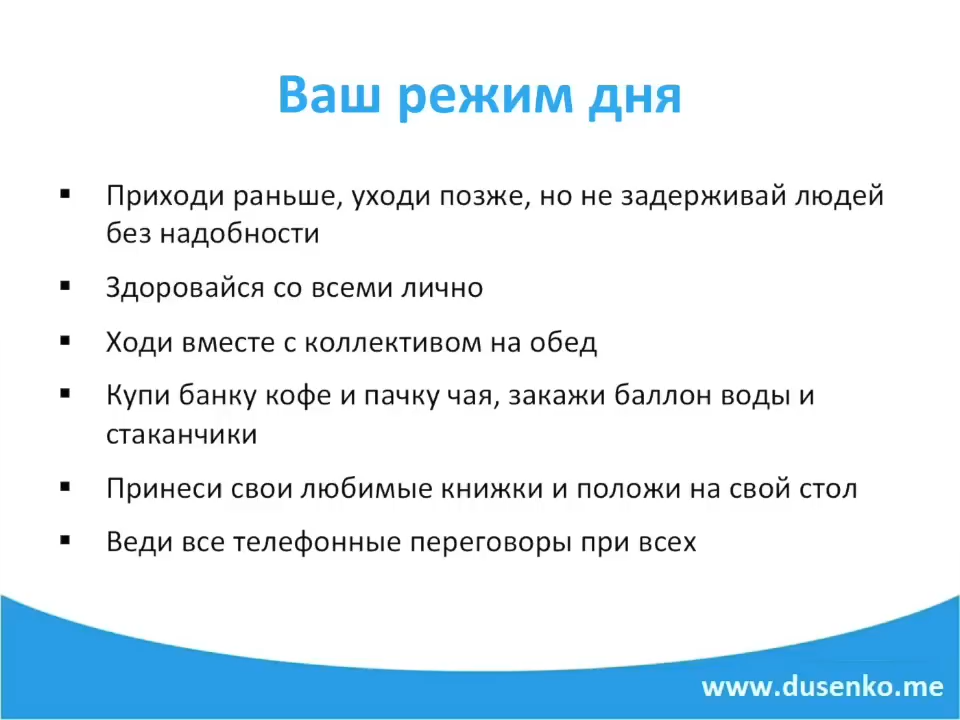 Ваш режим дня
▪ Приходи раньше, уходи позже, но не задерживай людей
без надобности
▪ Здоровайся со всеми лично
▪ Ходи вместе с коллективом на обед
▪ Купи банку кофе и пачку чая, закажи баллон воды и
стаканчики
▪ Принеси свои любимые книжки и положи на свой стол
▪ Веди все телефонные переговоры при всех
www.dusenko.me